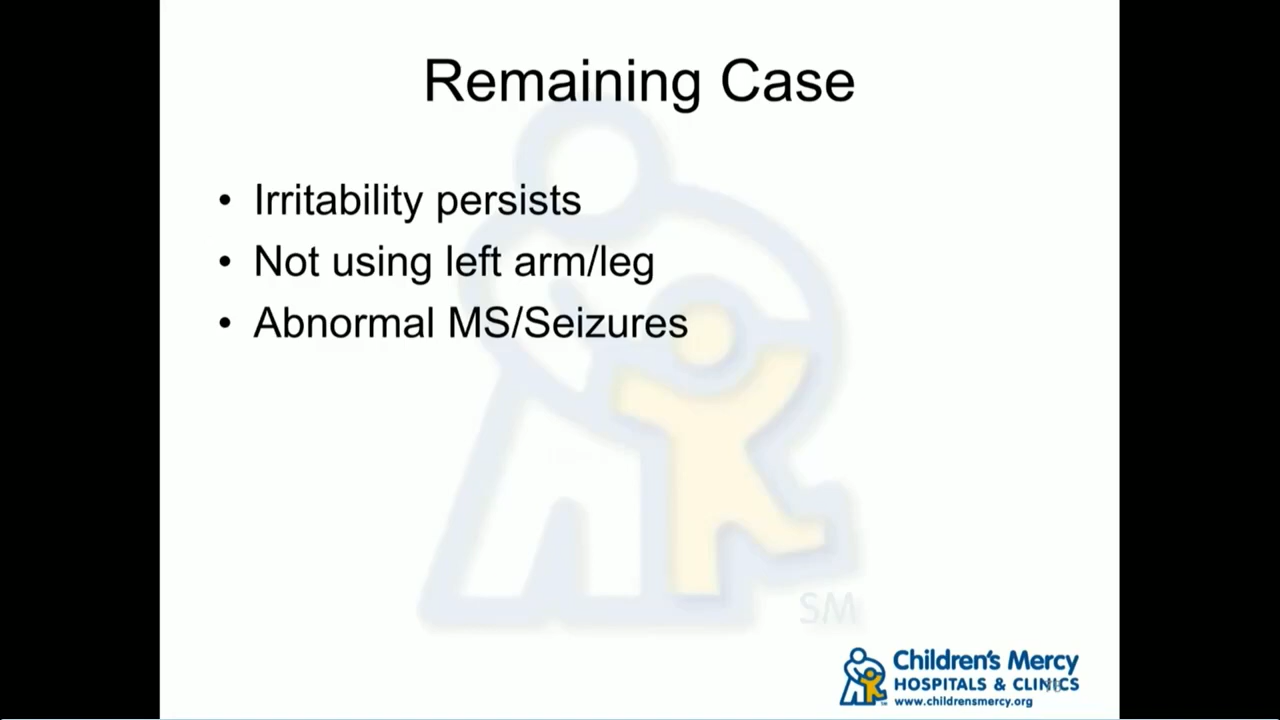 Remaining Case
• Irritability persists
• Not using left arm/leg
• Abnormal MS/Seizures
SM
Children's Mercy
HOSPITALS & CLINICS
www.childrensmercy.org